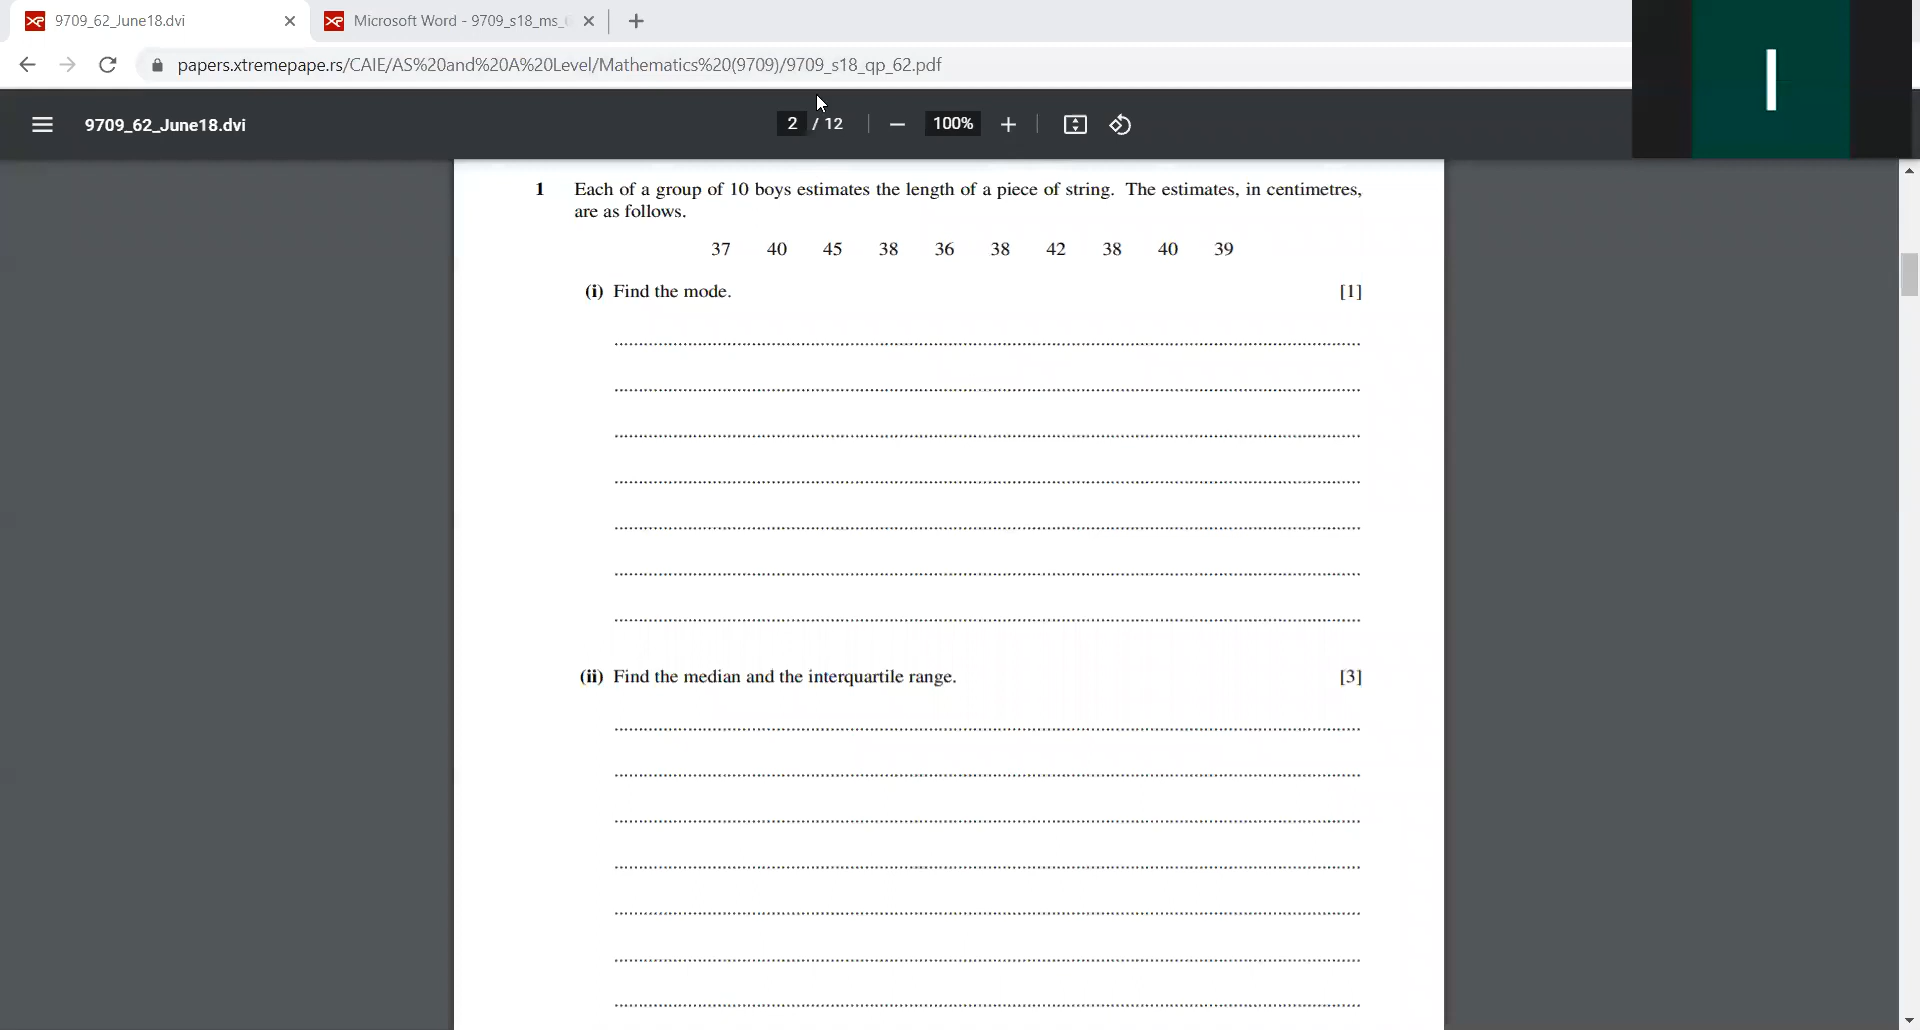 9709_62_June18.dvi
Microsoft Word - 9709_s18_ms_
papers.xtremepape.rs/CAIE/AS%20and%20A%20Level/Mathematics%20(9709)/9709_s18_qp_62.pdf
9709_62_June18.dvi
2 / 12
100%
I
1 Each of a group of 10 boys estimates the length of a piece of string. The estimates, in centimetres,
are as follows.
37 40 45 38 36 38 42 38 40 39
(i) Find the mode. [1]
(ii) Find the median and the interquartile range. [3]